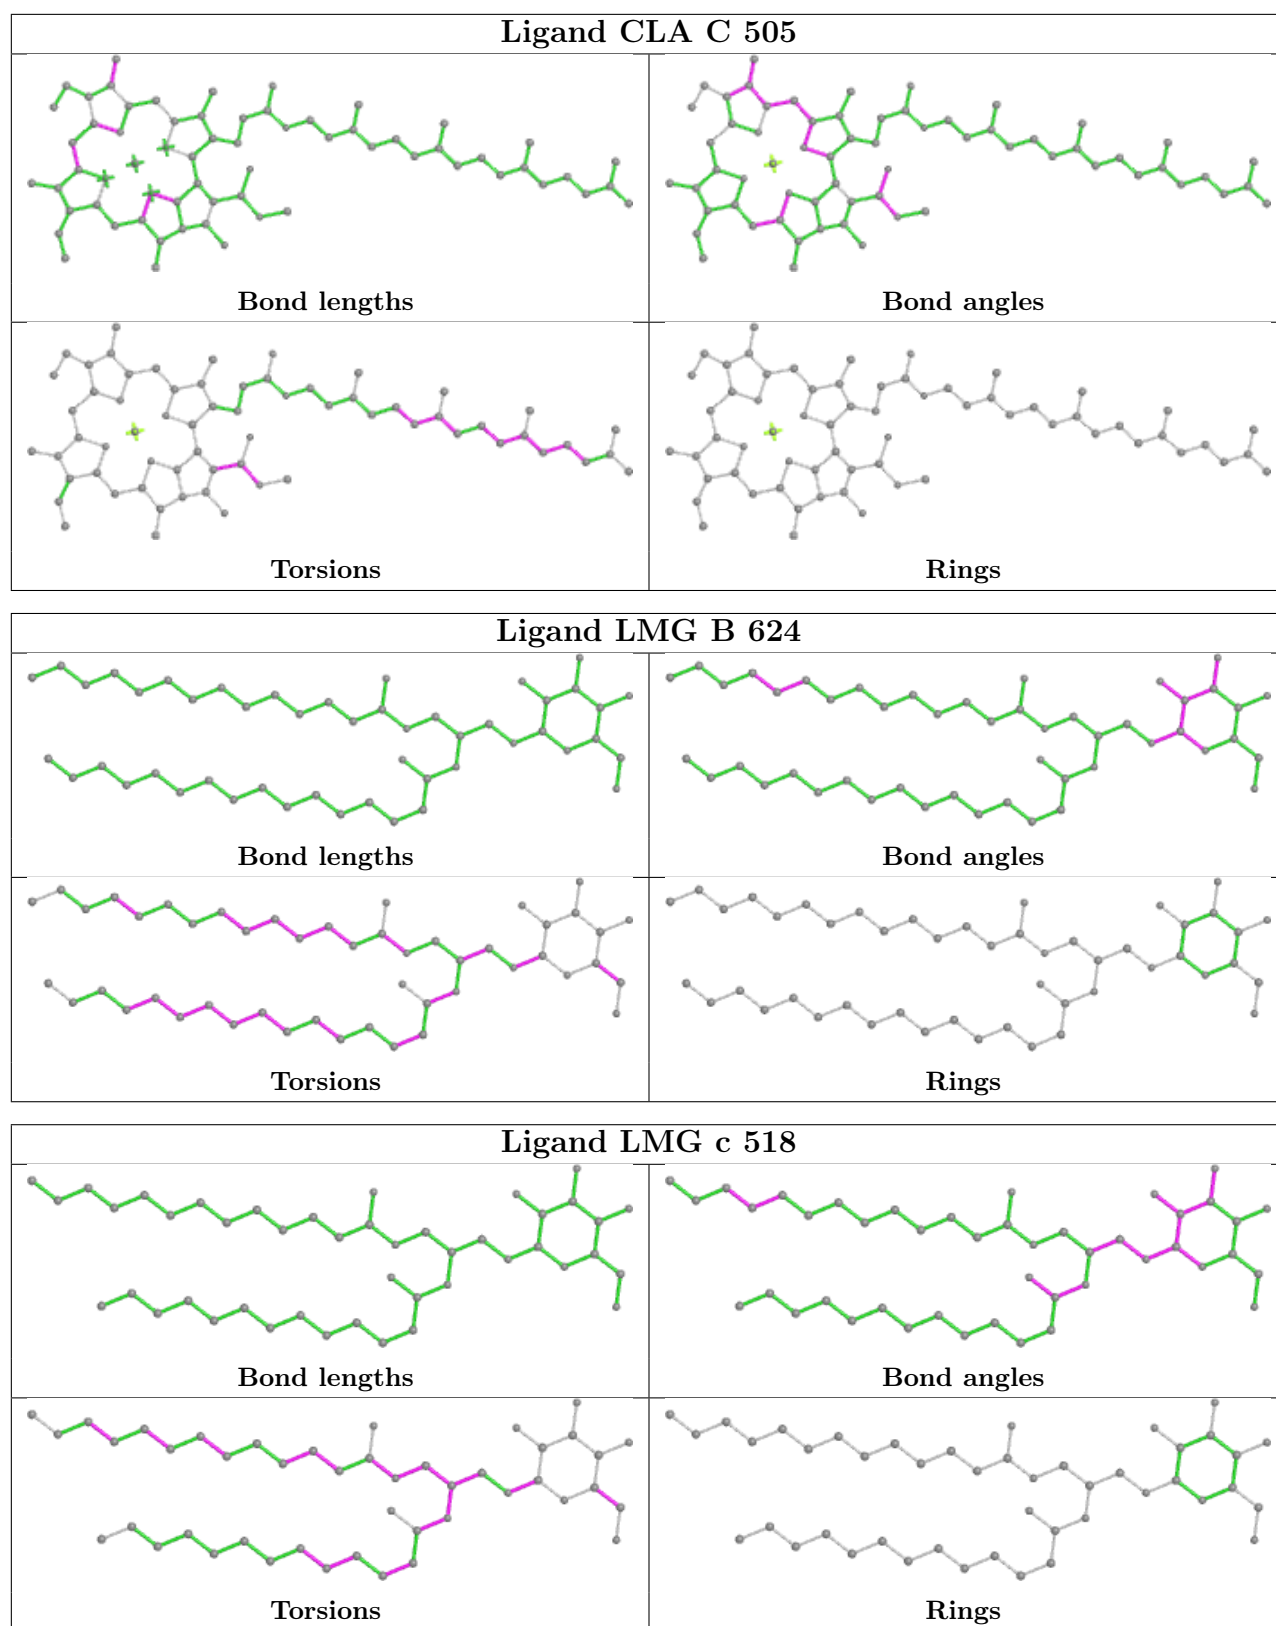 Ligand CLA C 505
Bond lengths
Bond angles
Torsions
Rings
Ligand LMG B 624
Bond lengths
Bond angles
Torsions
Rings
Ligand LMG c 518
Bond lengths
Bond angles
Torsions
Rings